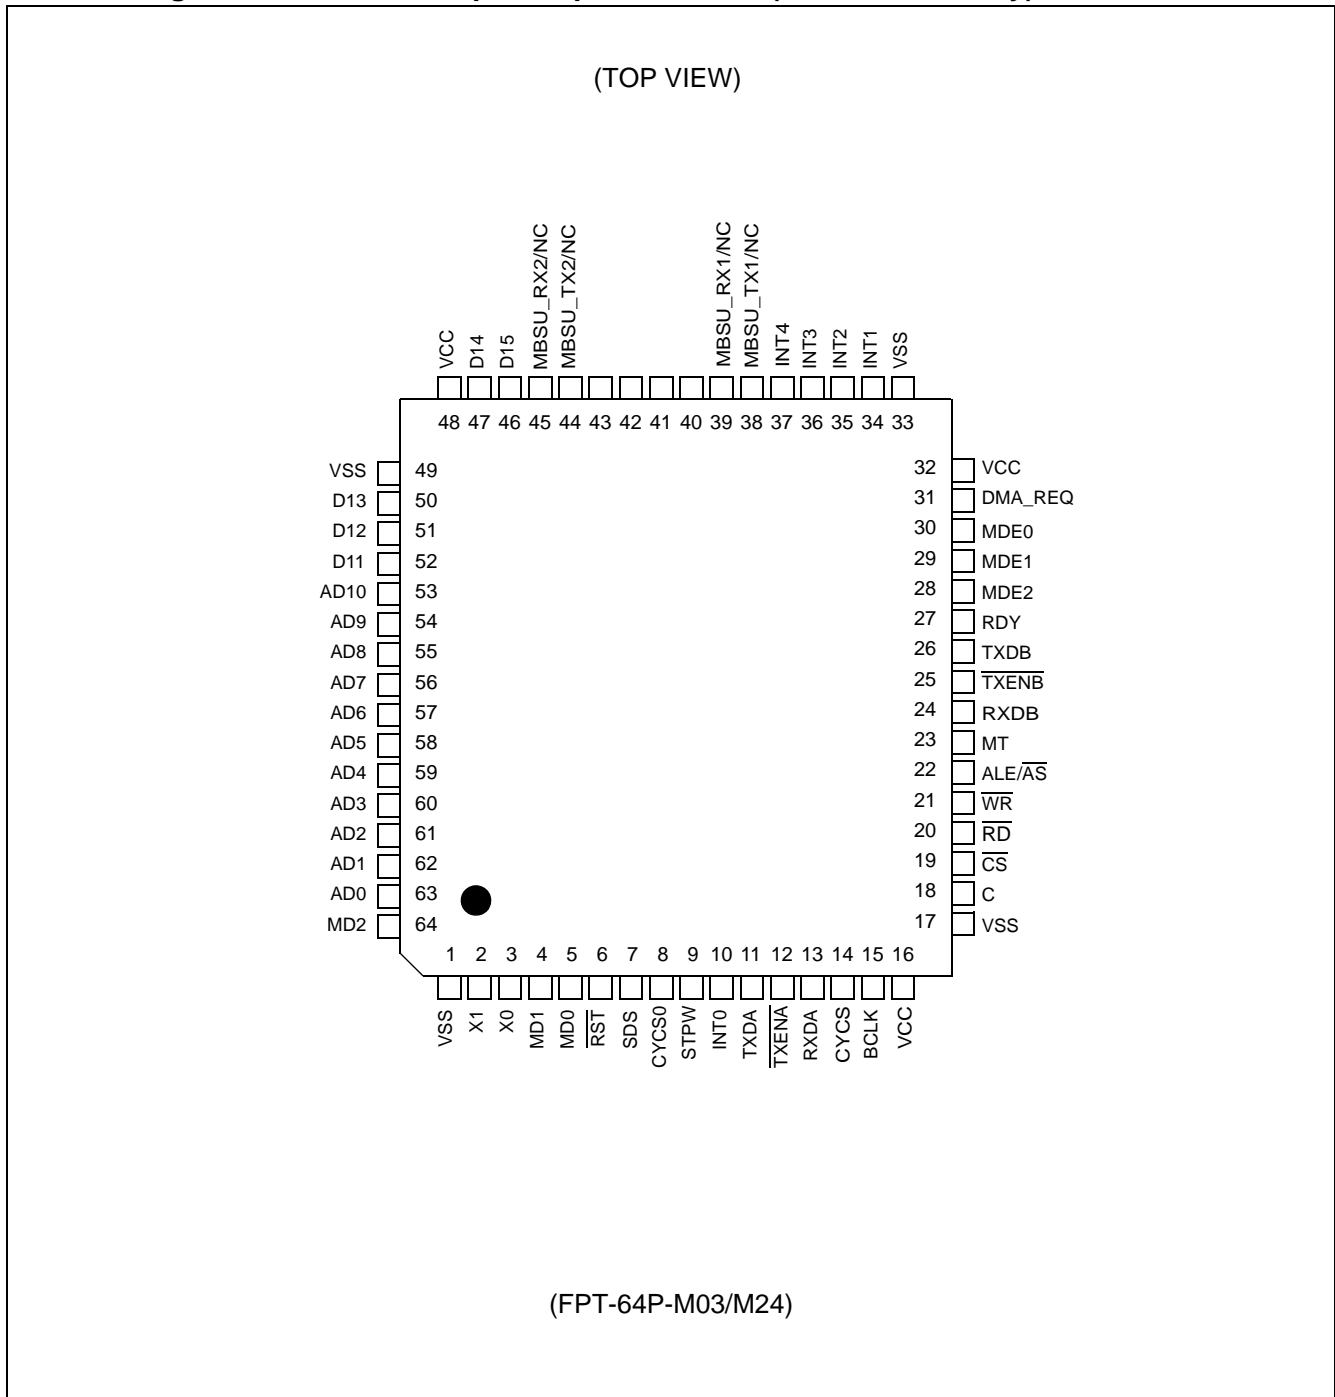 (TOP VIEW)
VCC
D14
D15
MBSU_RX2/NC
MBSU_TX2/NC
MBSU_RX1/NC
MBSU_TX1/NC
INT4
INT3
INT2
INT1
VSS
48 47 46 45 44 43 42 41 40 39 38 37 36 35 34 33
VSS 49
D13 50
D12 51
D11 52
AD10 53
AD9 54
AD8 55
AD7 56
AD6 57
AD5 58
AD4 59
AD3 60
AD2 61
AD1 62
AD0 63
MD2 64
32 VCC
31 DMA_REQ
30 MDE0
29 MDE1
28 MDE2
27 RDY
26 TXDB
25 TXENB
24 RXDB
23 MT
22 ALE/AS
21 WR
20 RD
19 CS
18 C
17 VSS
1 2 3 4 5 6 7 8 9 10 11 12 13 14 15 16
VSS
X1
X0
MD1
MD0
RST
SDS
CYCS0
STPW
INT0
TXDA
TXENA
RXDA
CYCS
BCLK
VCC
(FPT-64P-M03/M24)